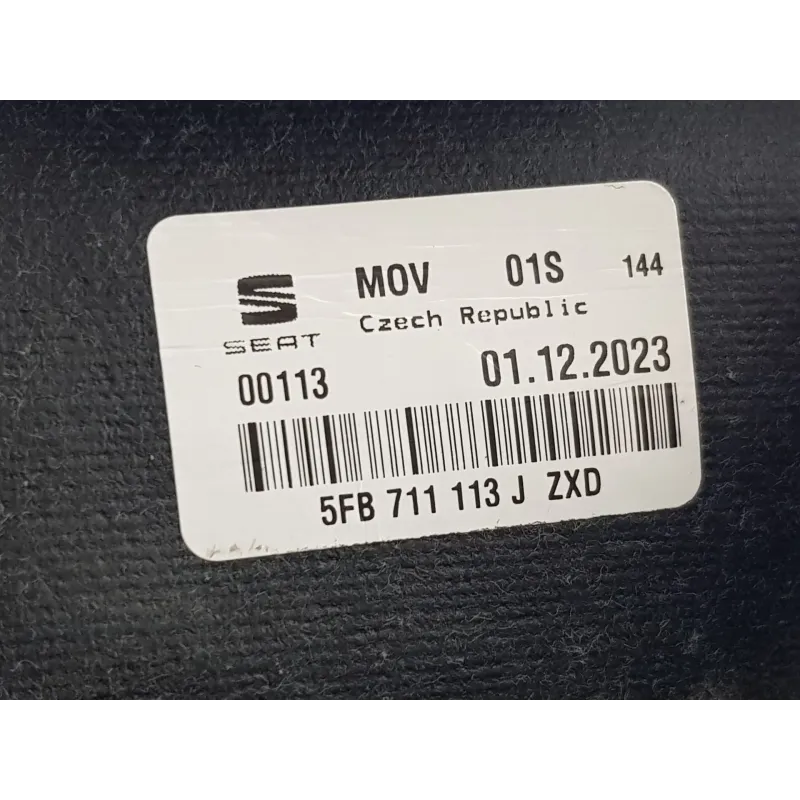 MOV 01S 144
Czech Republic
SEAT
00113 01.12.2023
5FB 711 113 J ZXD